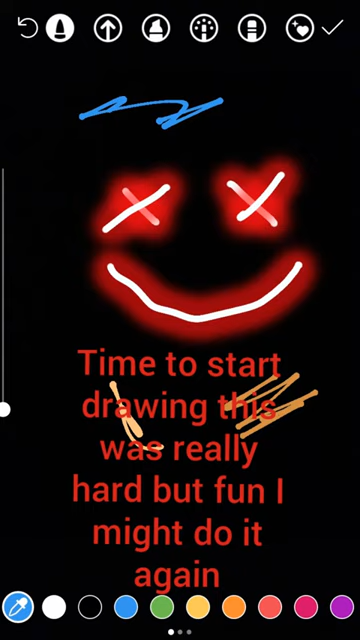 Time to start
drawing this
was really
hard but fun I
might do it
again